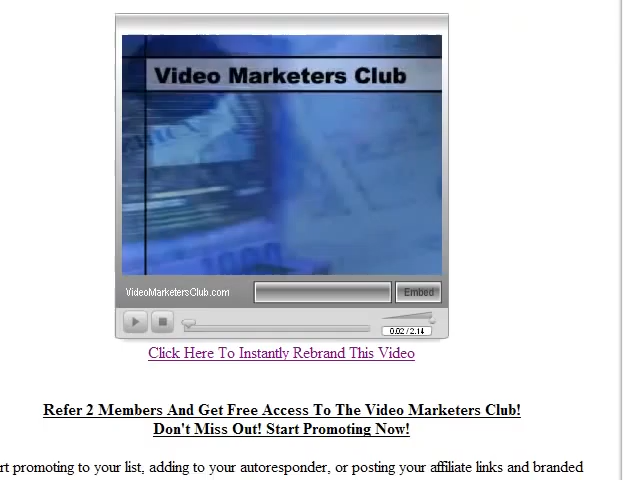 Video Marketers Club
VideoMarketersClub.com
Embed
0:02 / 2:14
Click Here To Instantly Rebrand This Video
Refer 2 Members And Get Free Access To The Video Marketers Club!
Don't Miss Out! Start Promoting Now!
rt promoting to your list, adding to your autoresponder, or posting your affiliate links and branded